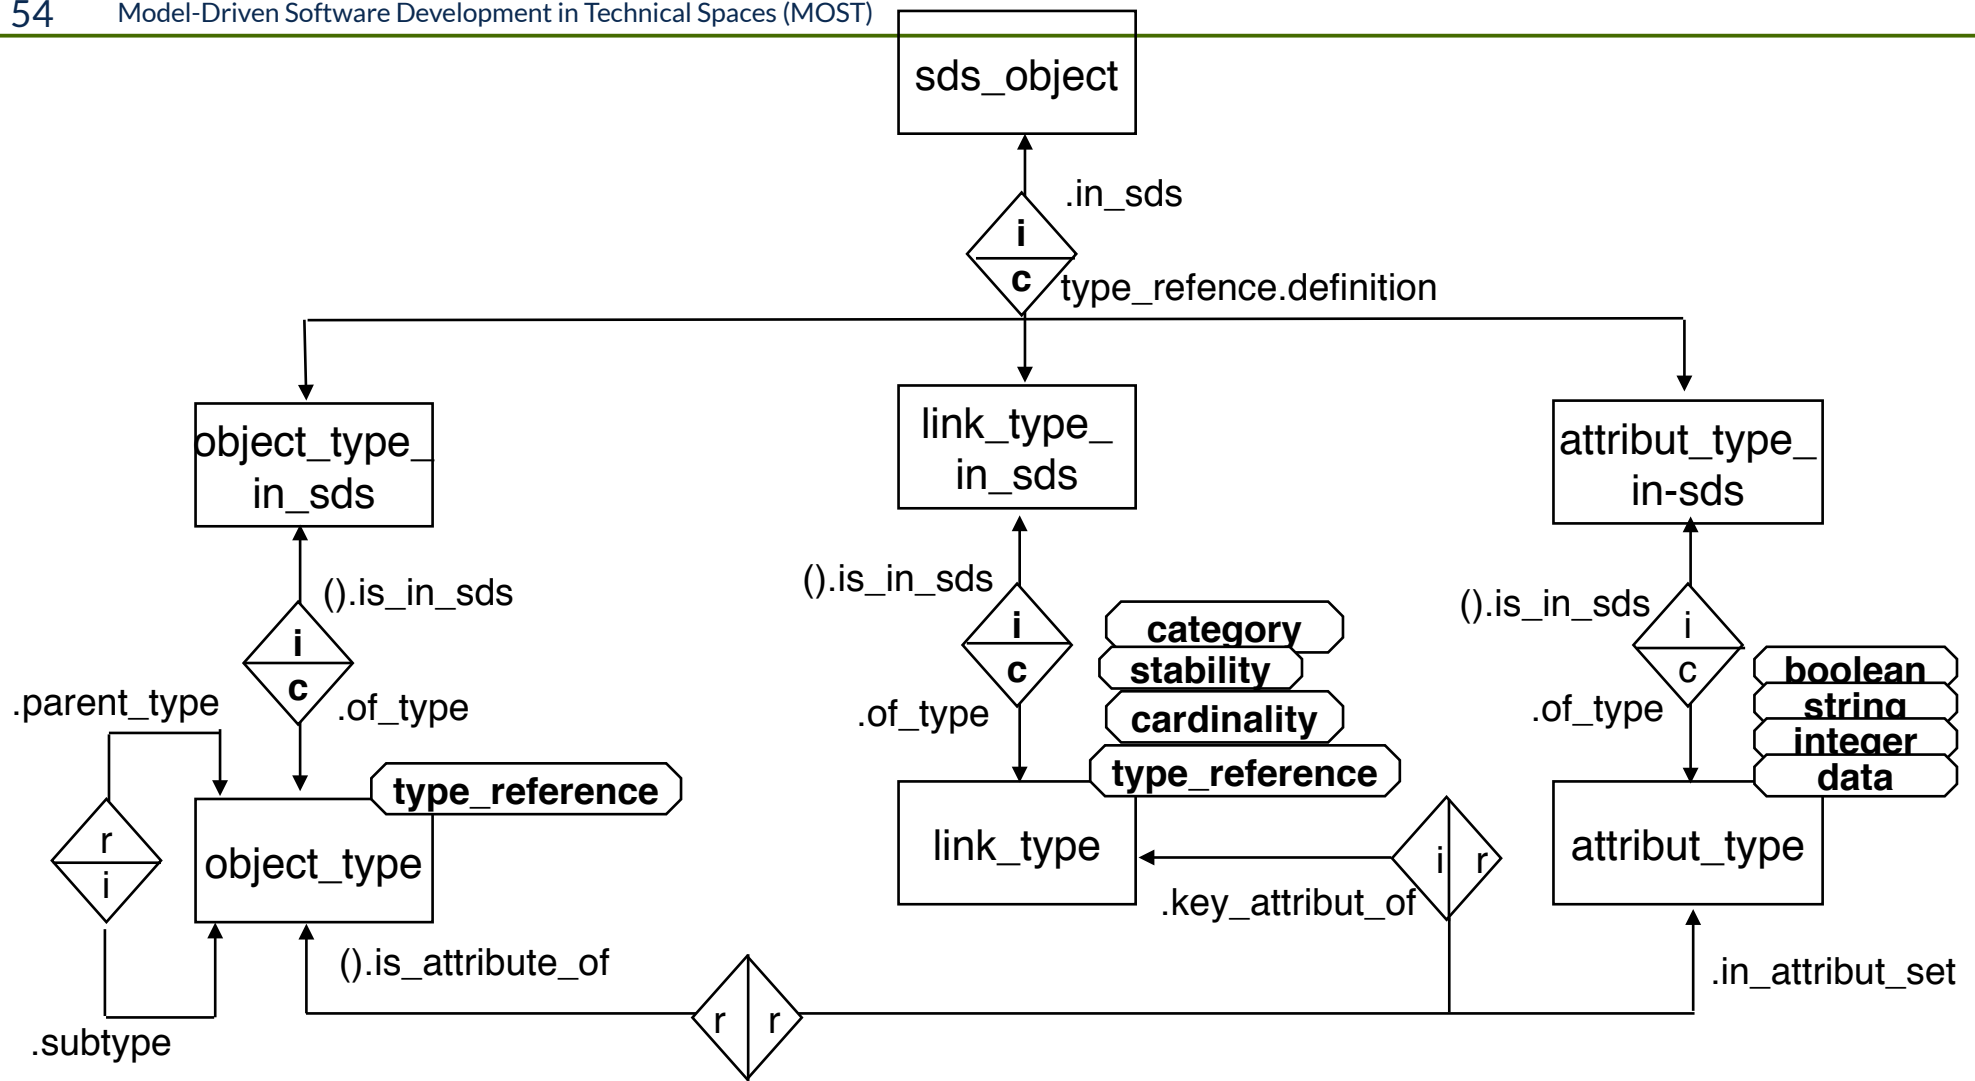 54 Model-Driven Software Development in Technical Spaces (MOST)
sds_object
.in_sds
i
c
type_refence.definition
object_type_
in_sds
link_type_
in_sds
attribut_type_
in-sds
().is_in_sds
i
c
.of_type
().is_in_sds
i
c
.of_type
category
stability
cardinality
type_reference
().is_in_sds
i
c
.of_type
boolean
string
integer
data
.parent_type
r
i
.subtype
type_reference
object_type
link_type
attribut_type
i r
.key_attribut_of
().is_attribute_of
r r
.in_attribut_set